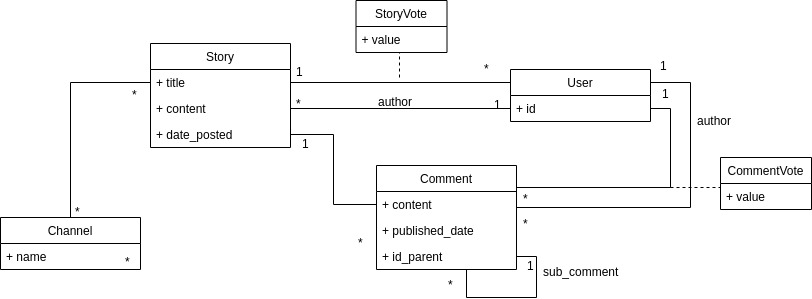 StoryVote
+ value
Story
+ title
+ content
+ date_posted
1
*
User
+ id
1
1
*
author
1
*
1
author
Comment
+ content
+ published_date
+ id_parent
CommentVote
+ value
*
*
*
*
Channel
+ name
*
*
1
sub_comment
*